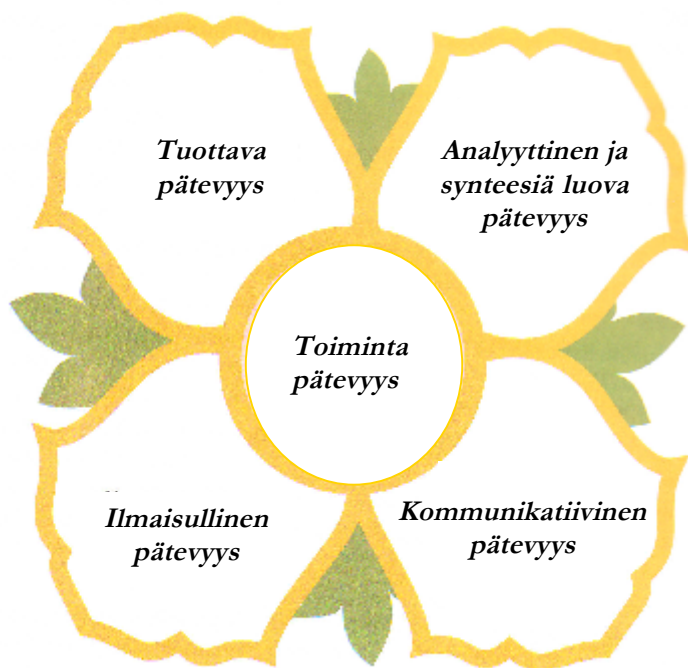 Tuottava
pätevyys
Analyyttinen ja
synteesiä luova
pätevyys
Toiminta
pätevyys
Ilmaisullinen
pätevyys
Kommunikatiivinen
pätevyys